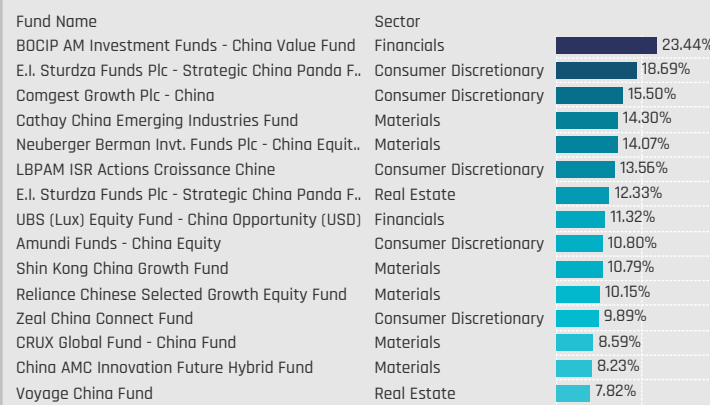 Fund Name Sector
BOCIP AM Investment Funds - China Value Fund Financials 23.44%
E.I. Sturdza Funds Plc - Strategic China Panda F.. Consumer Discretionary 18.69%
Comgest Growth Plc - China Consumer Discretionary 15.50%
Cathay China Emerging Industries Fund Materials 14.30%
Neuberger Berman Invt. Funds Plc - China Equit.. Materials 14.07%
LBPAM ISR Actions Croissance Chine Consumer Discretionary 13.56%
E.I. Sturdza Funds Plc - Strategic China Panda F.. Real Estate 12.33%
UBS (Lux) Equity Fund - China Opportunity (USD) Financials 11.32%
Amundi Funds - China Equity Consumer Discretionary 10.80%
Shin Kong China Growth Fund Materials 10.79%
Reliance Chinese Selected Growth Equity Fund Materials 10.15%
Zeal China Connect Fund Consumer Discretionary 9.89%
CRUX Global Fund - China Fund Materials 8.59%
China AMC Innovation Future Hybrid Fund Materials 8.23%
Voyage China Fund Real Estate 7.82%